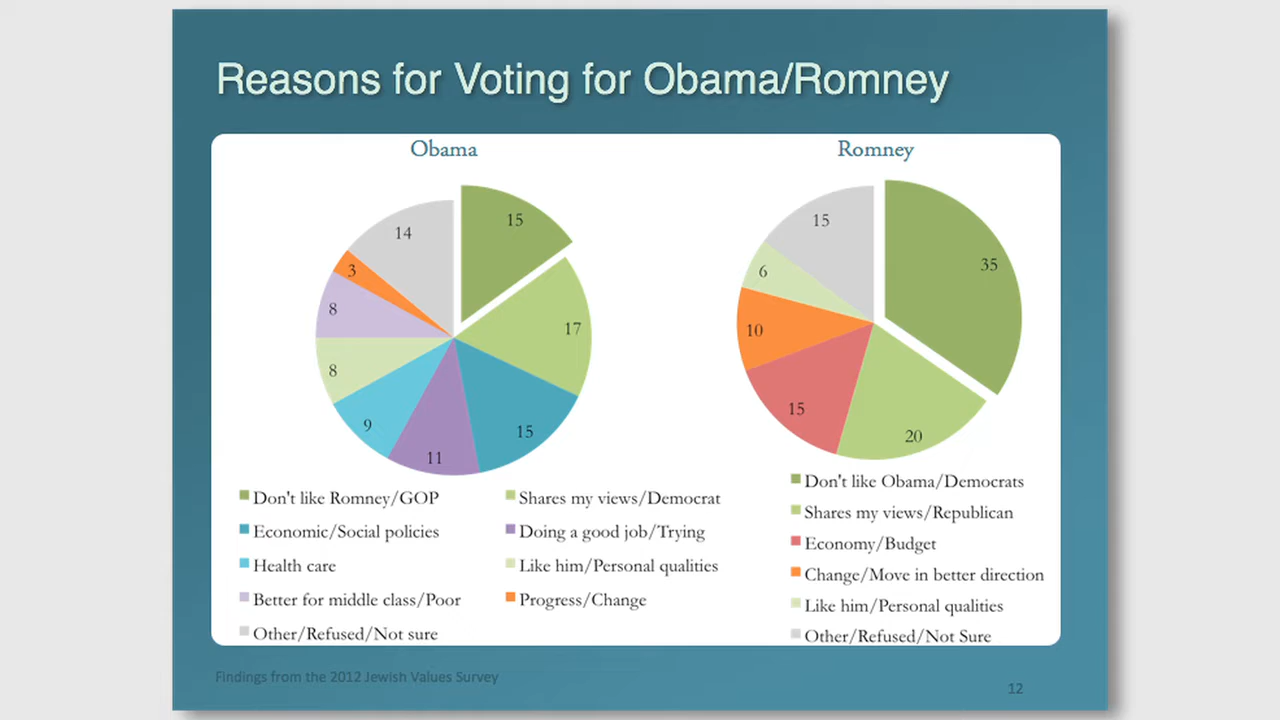 Reasons for Voting for Obama/Romney
Obama
15
17
15
11
9
8
8
3
14
Don't like Romney/GOP
Shares my views/Democrat
Economic/Social policies
Doing a good job/Trying
Health care
Like him/Personal qualities
Better for middle class/Poor
Progress/Change
Other/Refused/Not sure
Romney
35
20
15
10
6
15
Don't like Obama/Democrats
Shares my views/Republican
Economy/Budget
Change/Move in better direction
Like him/Personal qualities
Other/Refused/Not Sure
Findings from the 2012 Jewish Values Survey
12